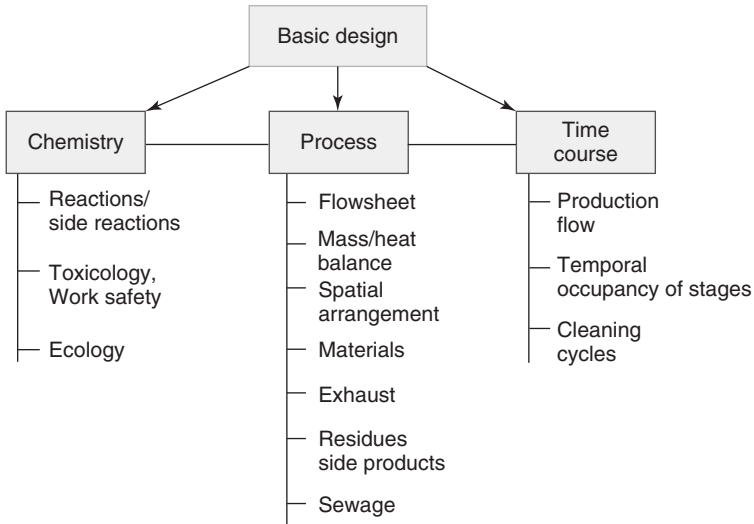 Basic design
Chemistry
Reactions/
side reactions
Toxicology,
Work safety
Ecology
Process
Flowsheet
Mass/heat
balance
Spatial
arrangement
Materials
Exhaust
Residues
side products
Sewage
Time
course
Production
flow
Temporal
occupancy of stages
Cleaning
cycles